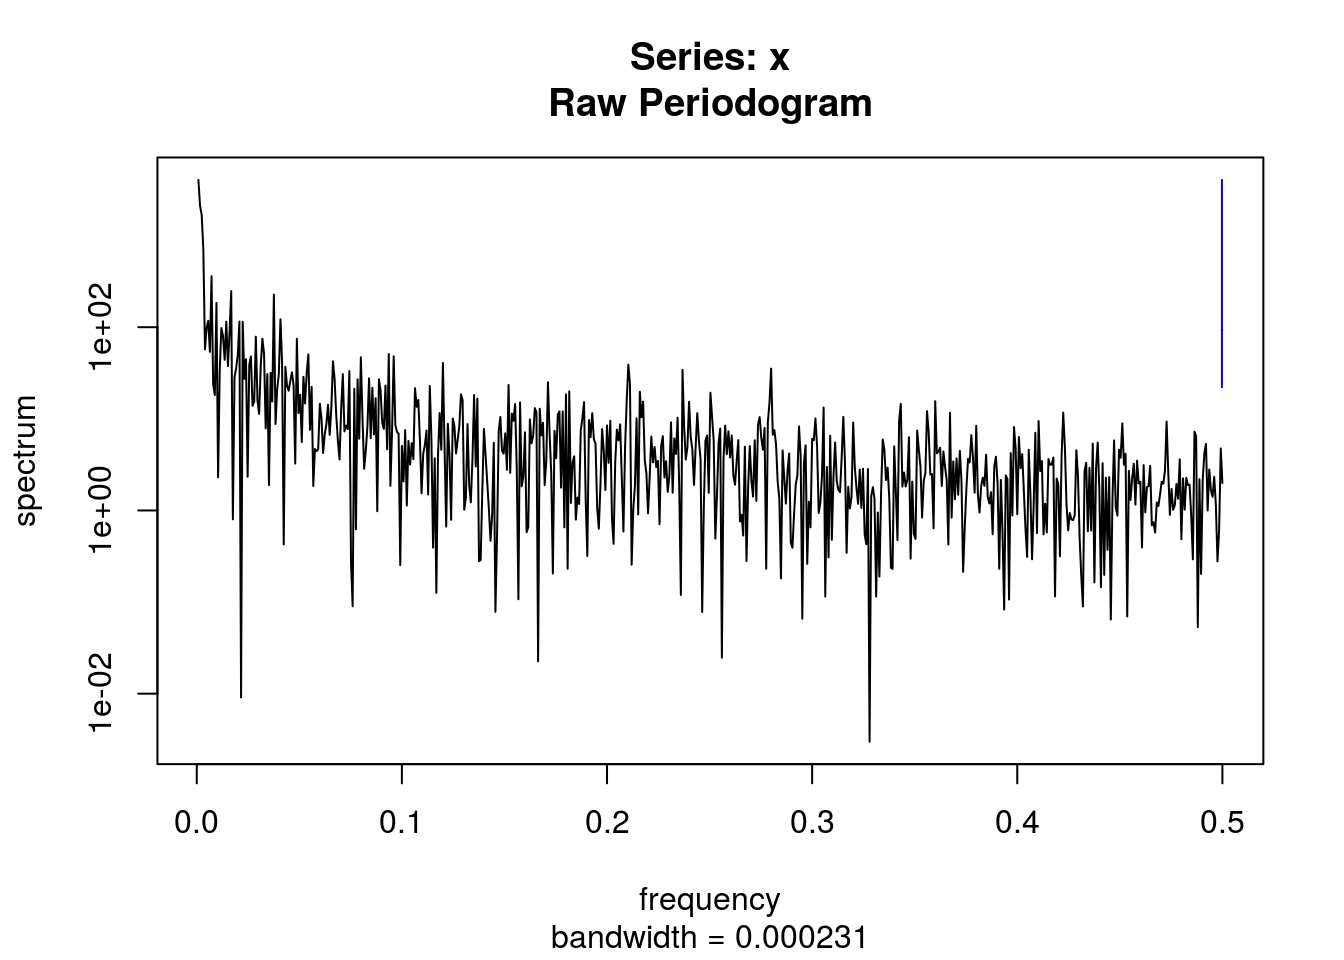 Series: x
Raw Periodogram
spectrum
1e+02
1e+00
1e-02
0.0 0.1 0.2 0.3 0.4 0.5
frequency
bandwidth = 0.000231